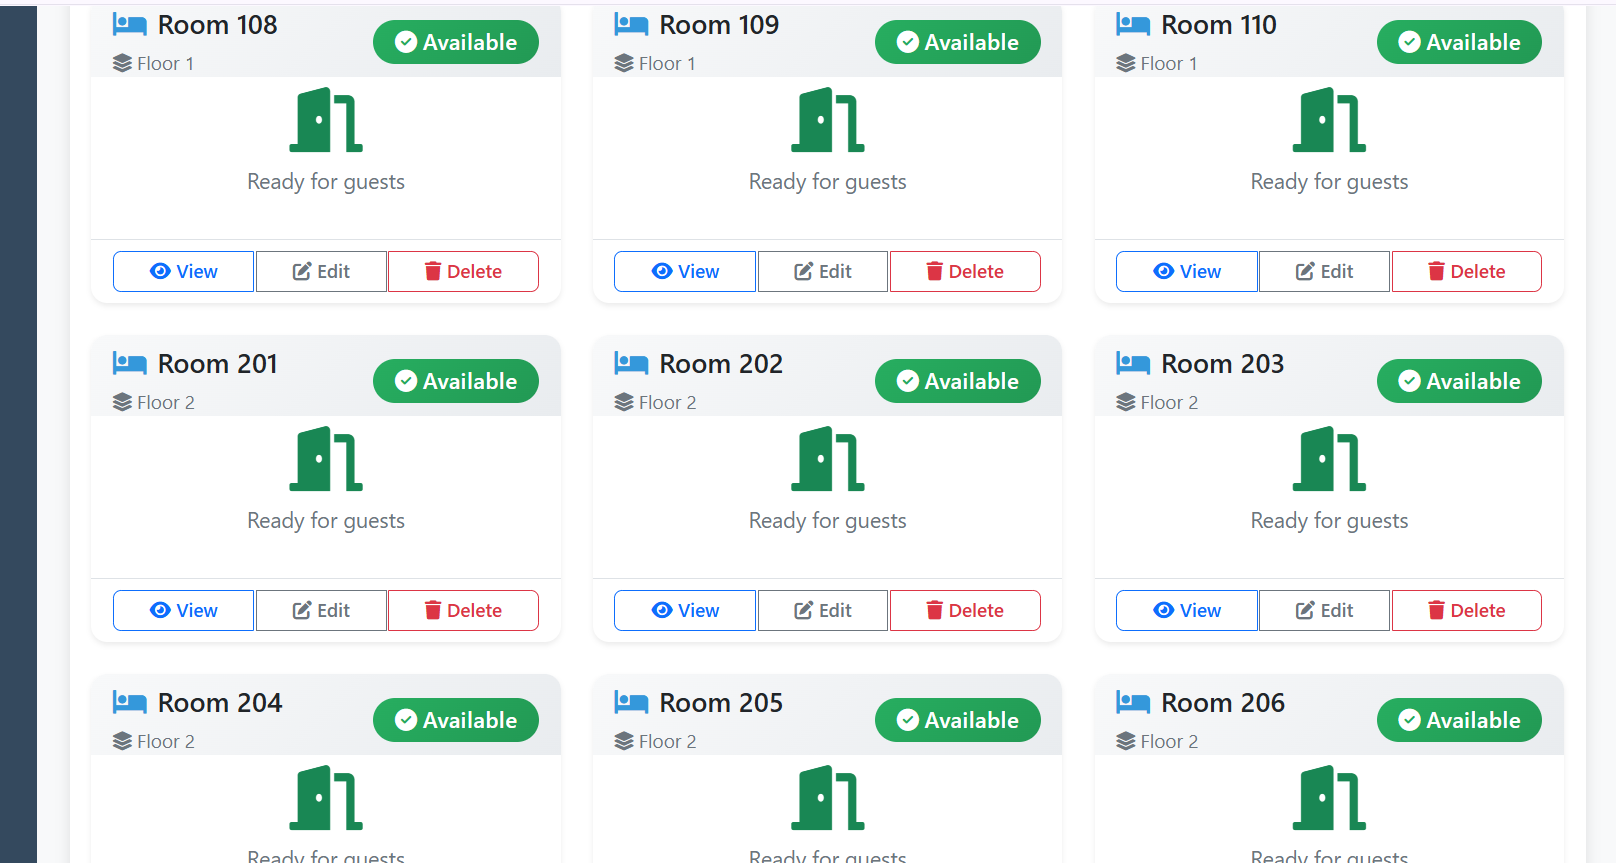 Room 108 Available Room 109 Available Room 110 Available
Floor 1 Floor 1 Floor 1
Ready for guests Ready for guests Ready for guests
View Edit Delete View Edit Delete View Edit Delete
Room 201 Available Room 202 Available Room 203 Available
Floor 2 Floor 2 Floor 2
Ready for guests Ready for guests Ready for guests
View Edit Delete View Edit Delete View Edit Delete
Room 204 Available Room 205 Available Room 206 Available
Floor 2 Floor 2 Floor 2
Ready for guests Ready for guests Ready for guests